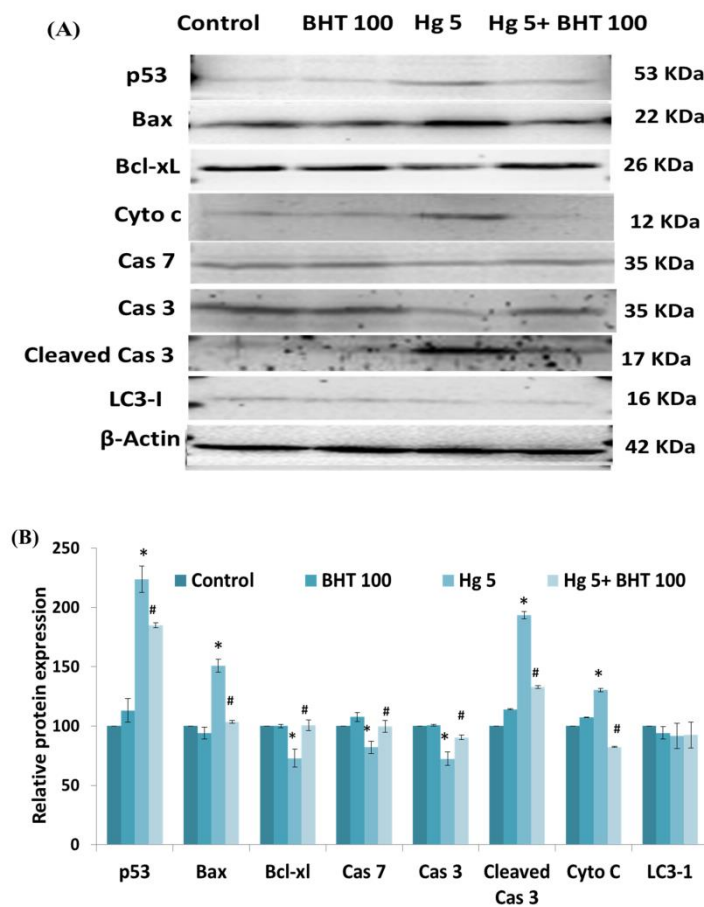 (A)
Control BHT 100 Hg 5 Hg 5+ BHT 100
p53 53 KDa
Bax 22 KDa
Bcl-xL 26 KDa
Cyto c 12 KDa
Cas 7 35 KDa
Cas 3 35 KDa
Cleaved Cas 3 17 KDa
LC3-I 16 KDa
β-Actin 42 KDa
(B)
Relative protein expression
250
200
150
100
50
0
Control BHT 100 Hg 5 Hg 5+ BHT 100
* #
* #
* #
* #
* #
* #
* #
p53 Bax Bcl-xl Cas 7 Cas 3 Cleaved Cyto C LC3-1
Cas 3